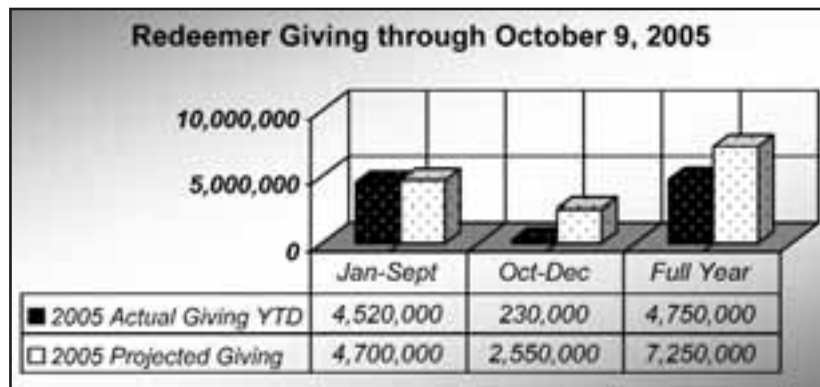 Redeemer Giving through October 9, 2005
10,000,000
5,000,000
0
Jan-Sept Oct-Dec Full Year
2005 Actual Giving YTD 4,520,000 230,000 4,750,000
2005 Projected Giving 4,700,000 2,550,000 7,250,000